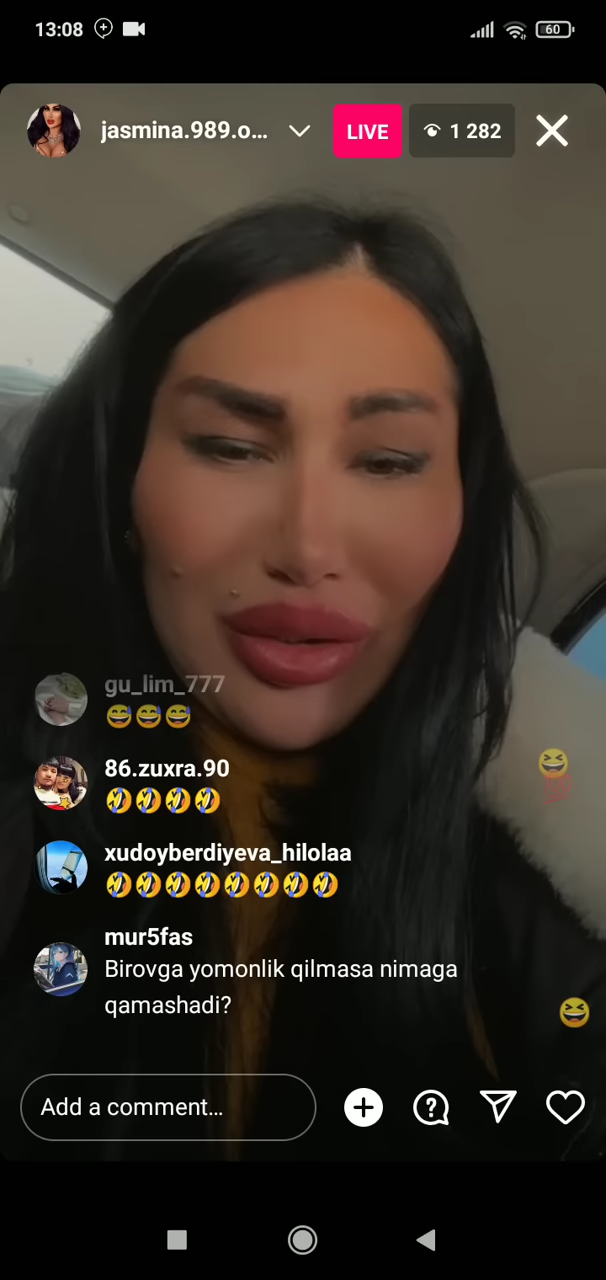 13:08
60
jasmina.989.o...
LIVE
1 282
gu_lim_777
😅😅😅
86.zuxra.90
🤣🤣🤣🤣
xudoyberdiyeva_hilolaa
🤣🤣🤣🤣🤣🤣🤣🤣
mur5fas
Birovga yomonlik qilmasa nimaga
qamashadi?
Add a comment...